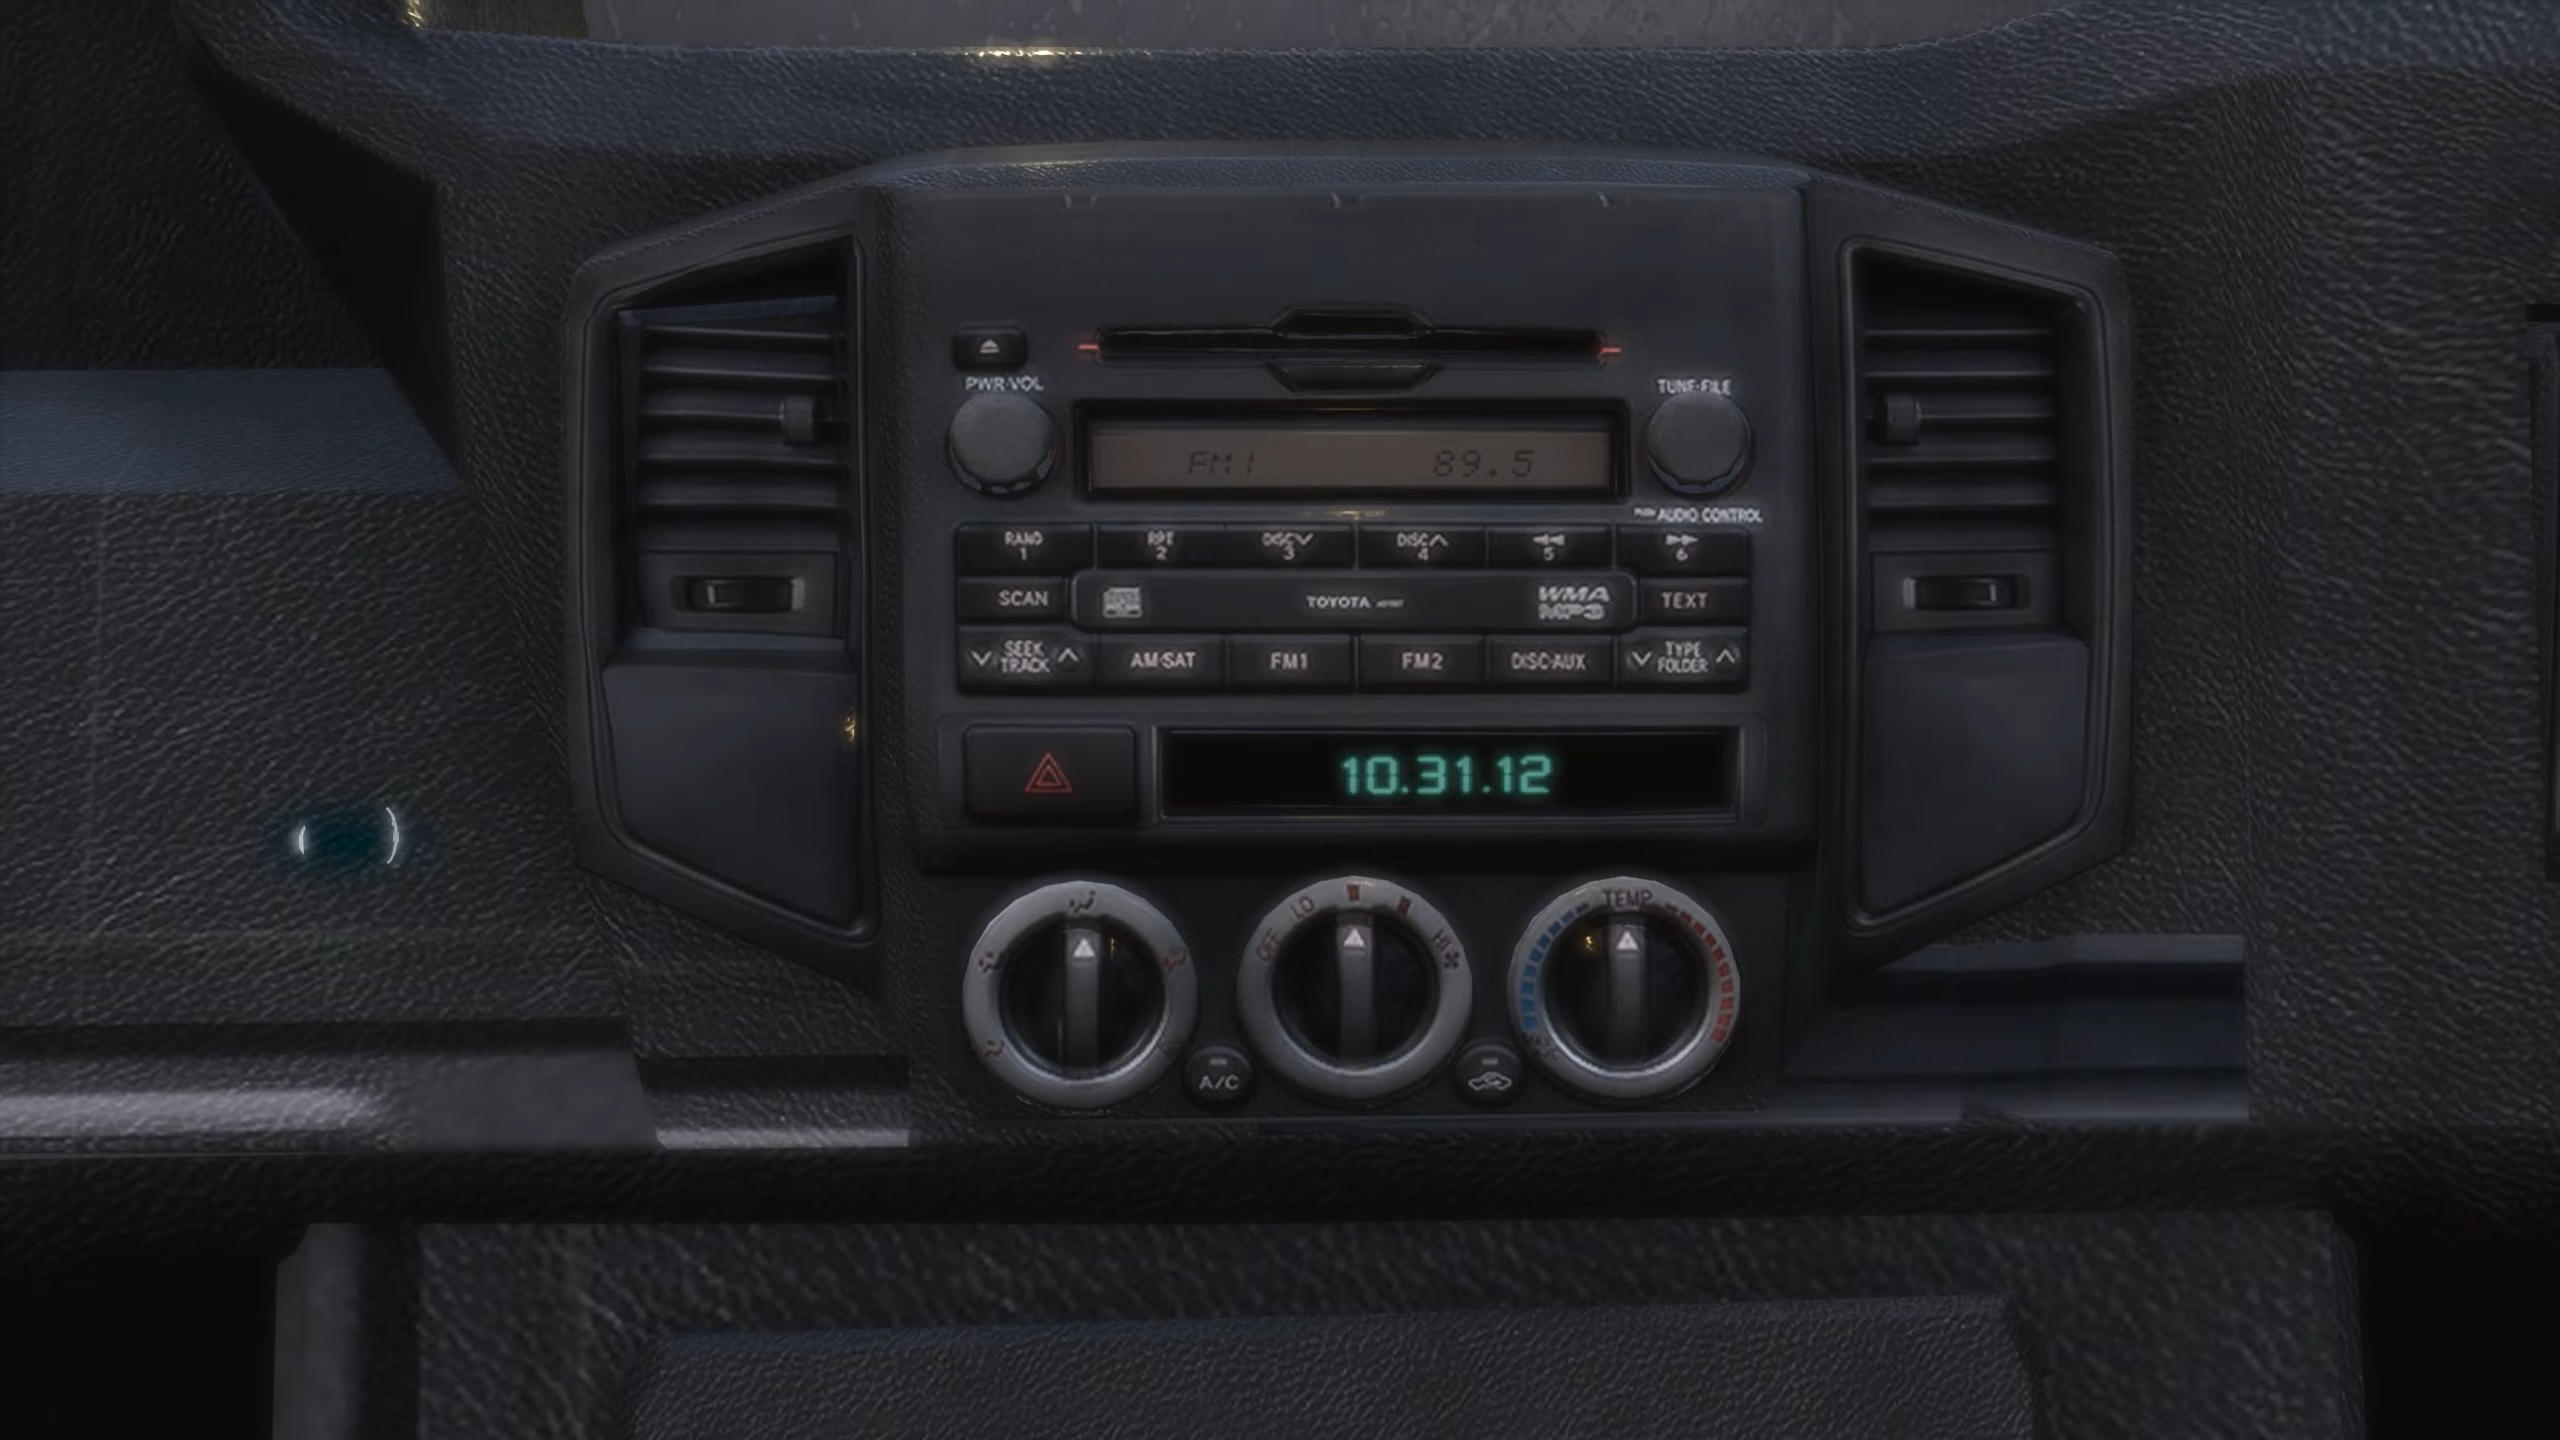 PWR·VOL
TUNE·FILE
FM1 89.5
PUSH AUDIO CONTROL
RAND RPT DISC DISC
1 2 3 4 5 6
SCAN TOYOTA WMA MP3 TEXT
SEEK TRACK AM·SAT FM1 FM2 DISC·AUX TYPE FOLDER
10.31.12
OFF LO HI TEMP
A/C